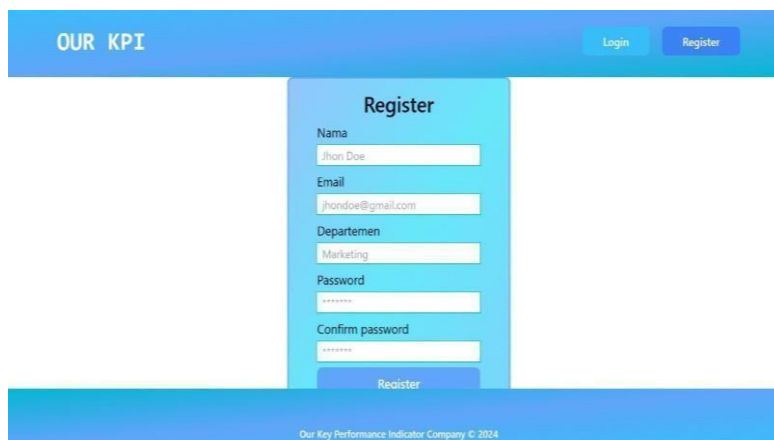 OUR KPI
Login
Register
Register
Nama
Jhon Doe
Email
jhondoe@gmail.com
Departemen
Marketing
Password
*******
Confirm password
*******
Register
Our Key Performance Indicator Company © 2024